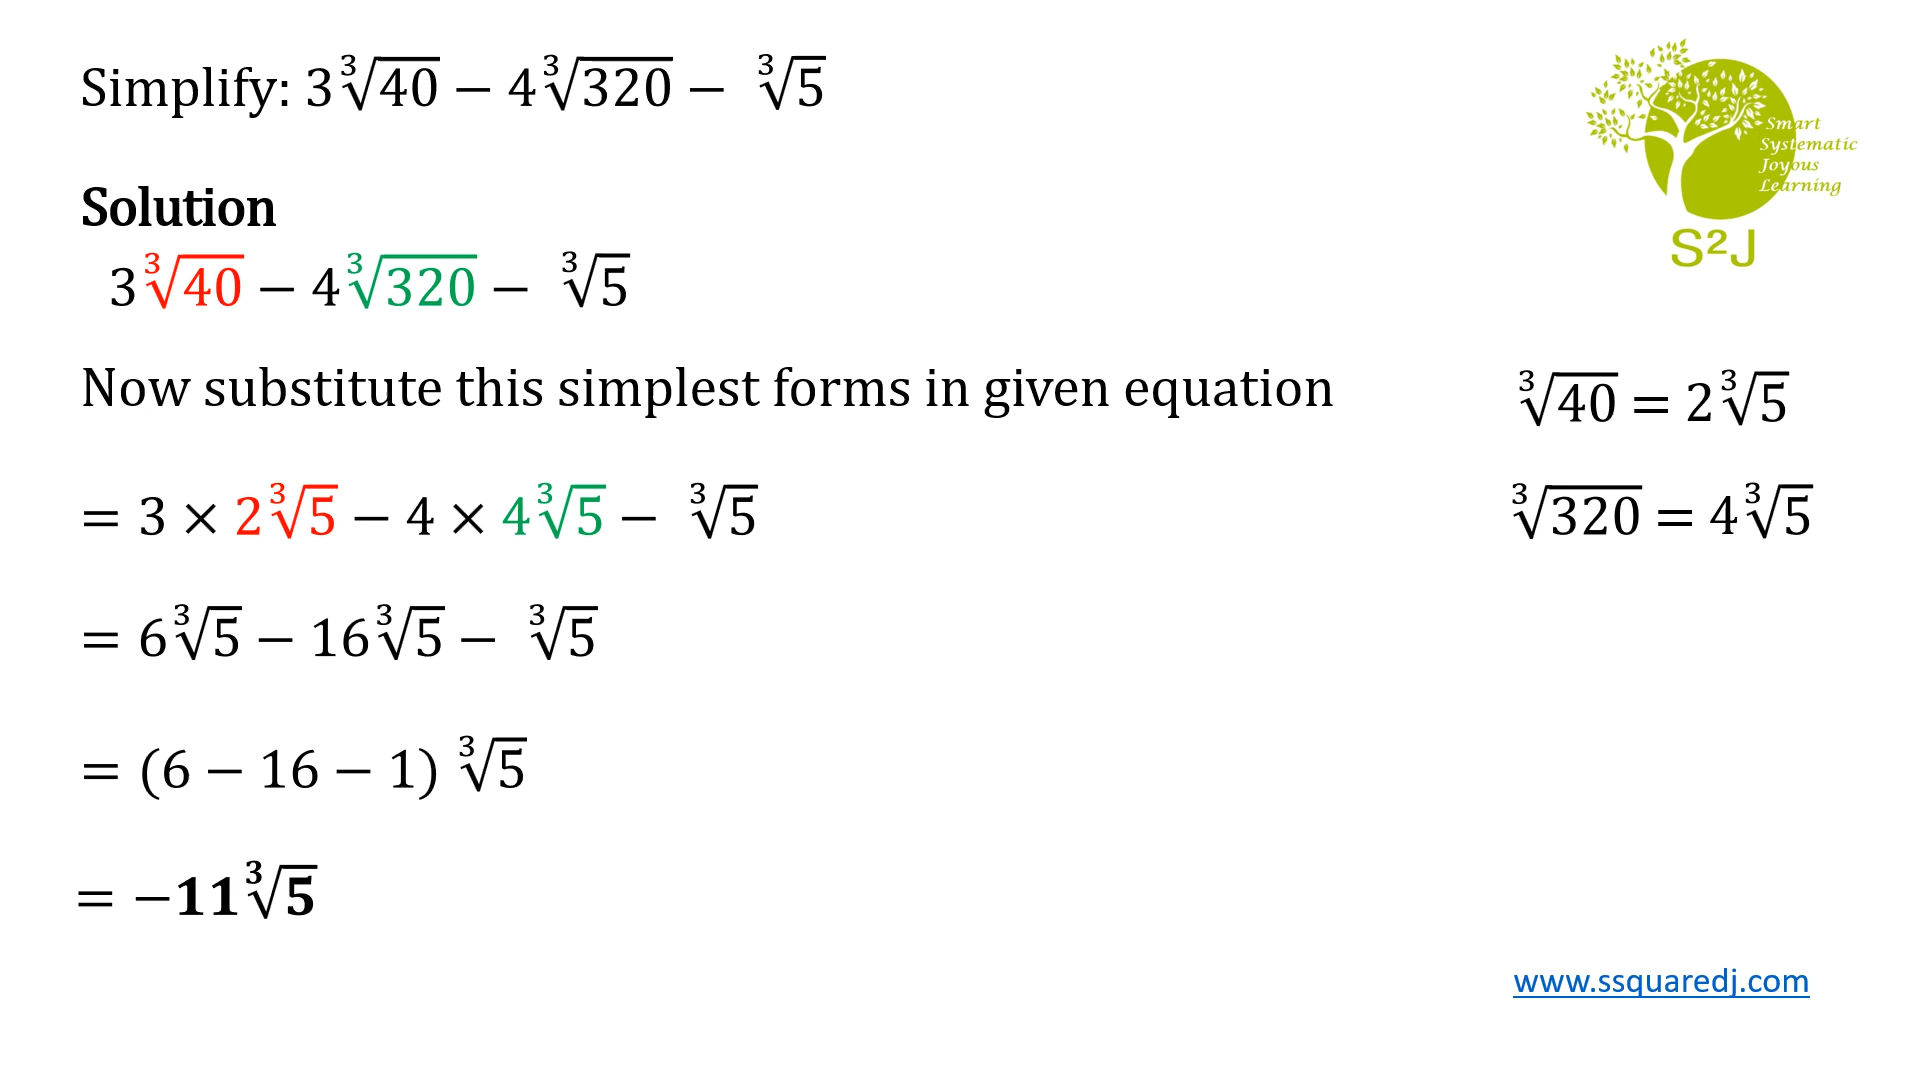 Simplify: 3∛40 − 4∛320 − ∛5
Smart
Systematic
Joyous
Learning
S²J
Solution
3∛40 − 4∛320 − ∛5
Now substitute this simplest forms in given equation
∛40 = 2∛5
= 3 × 2∛5 − 4 × 4∛5 − ∛5
∛320 = 4∛5
= 6∛5 − 16∛5 − ∛5
= (6 − 16 − 1) ∛5
= −11∛5
www.ssquaredj.com